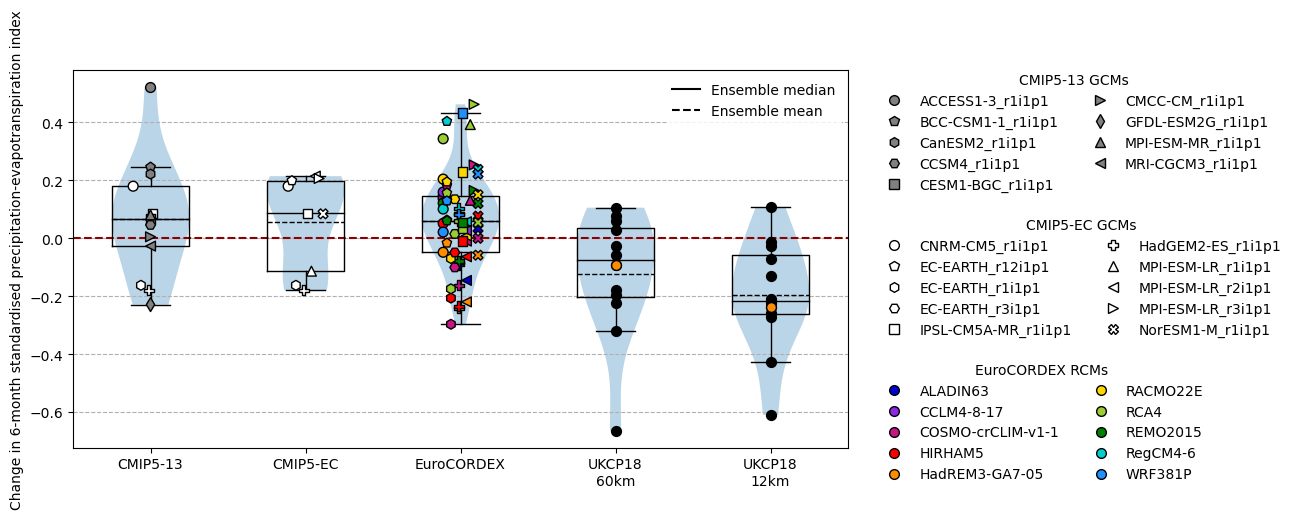 Change in 6-month standardised precipitation-evapotranspiration index
0.4
0.2
0.0
−0.2
−0.4
−0.6
CMIP5-13
CMIP5-EC
EuroCORDEX
UKCP18
60km
UKCP18
12km
Ensemble median
Ensemble mean
CMIP5-13 GCMs
ACCESS1-3_r1i1p1
BCC-CSM1-1_r1i1p1
CanESM2_r1i1p1
CCSM4_r1i1p1
CESM1-BGC_r1i1p1
CMCC-CM_r1i1p1
GFDL-ESM2G_r1i1p1
MPI-ESM-MR_r1i1p1
MRI-CGCM3_r1i1p1
CMIP5-EC GCMs
CNRM-CM5_r1i1p1
EC-EARTH_r12i1p1
EC-EARTH_r1i1p1
EC-EARTH_r3i1p1
IPSL-CM5A-MR_r1i1p1
HadGEM2-ES_r1i1p1
MPI-ESM-LR_r1i1p1
MPI-ESM-LR_r2i1p1
MPI-ESM-LR_r3i1p1
NorESM1-M_r1i1p1
EuroCORDEX RCMs
ALADIN63
CCLM4-8-17
COSMO-crCLIM-v1-1
HIRHAM5
HadREM3-GA7-05
RACMO22E
RCA4
REMO2015
RegCM4-6
WRF381P